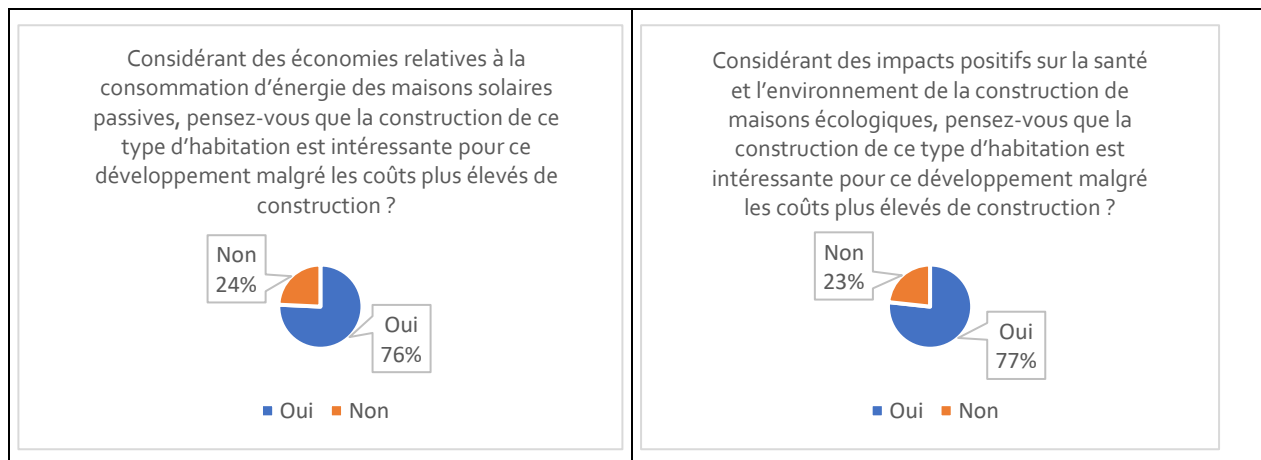 Considérant des économies relatives à la
consommation d'énergie des maisons solaires
passives, pensez-vous que la construction de ce
type d'habitation est intéressante pour ce
développement malgré les coûts plus élevés de
construction ?
Non
24%
Oui
76%
Oui Non
Considérant des impacts positifs sur la santé
et l'environnement de la construction de
maisons écologiques, pensez-vous que la
construction de ce type d'habitation est
intéressante pour ce développement malgré
les coûts plus élevés de construction ?
Non
23%
Oui
77%
Oui Non